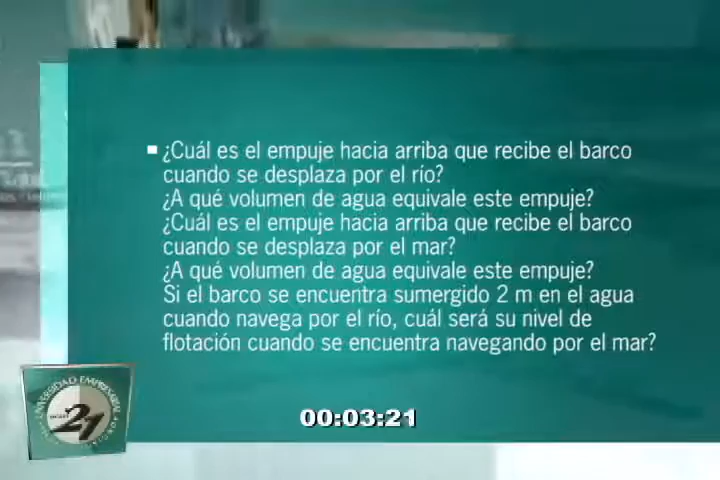 ¿Cuál es el empuje hacia arriba que recibe el barco
cuando se desplaza por el río?
¿A qué volumen de agua equivale este empuje?
¿Cuál es el empuje hacia arriba que recibe el barco
cuando se desplaza por el mar?
¿A qué volumen de agua equivale este empuje?
Si el barco se encuentra sumergido 2 m en el agua
cuando navega por el río, cuál será su nivel de
flotación cuando se encuentra navegando por el mar?
UNIVERSIDAD EMPRESARIAL
21
00:03:21